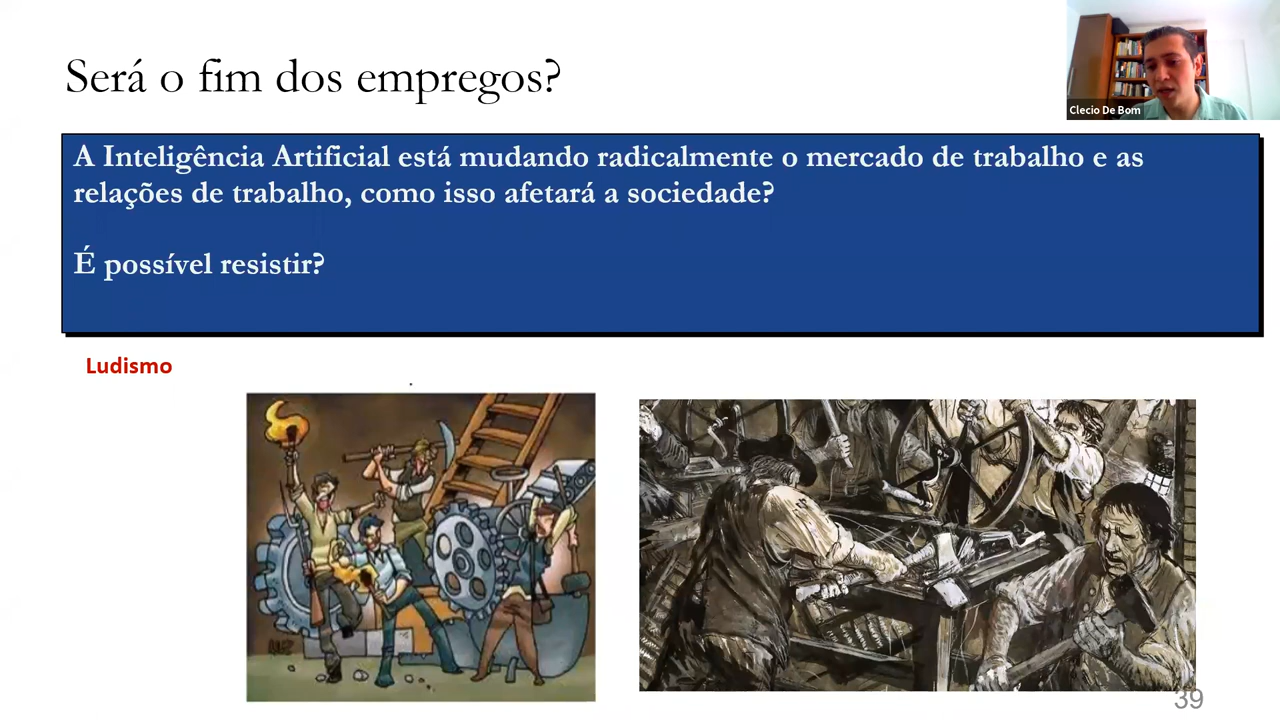 Será o fim dos empregos?
Clecio De Bom
A Inteligência Artificial está mudando radicalmente o mercado de trabalho e as
relações de trabalho, como isso afetará a sociedade?
É possível resistir?
Ludismo
39